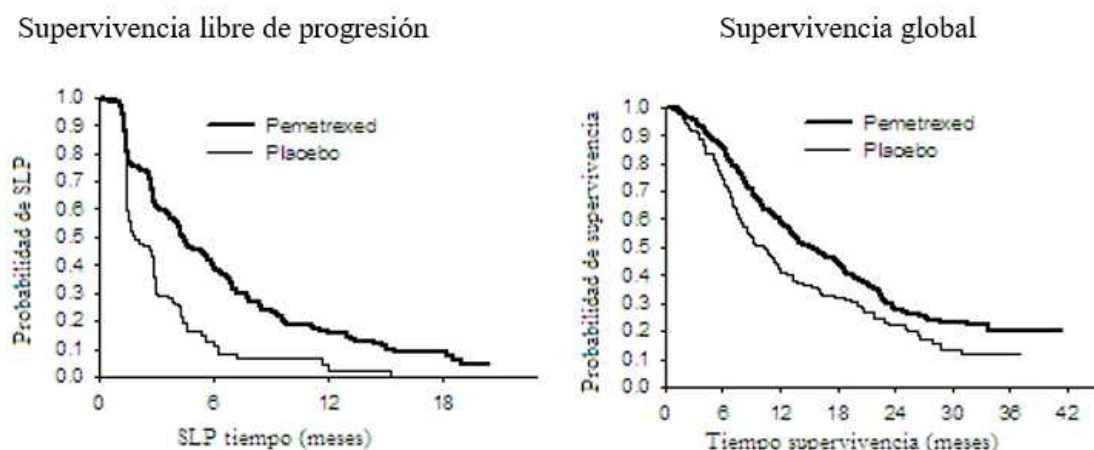 Supervivencia libre de progresión
Supervivencia global
Probabilidad de SLP
1.0
0.9
0.8
0.7
0.6
0.5
0.4
0.3
0.2
0.1
0.0
Pemetrexed
Placebo
0 6 12 18
SLP tiempo (meses)
Probabilidad de supervivencia
1.0
0.9
0.8
0.7
0.6
0.5
0.4
0.3
0.2
0.1
0.0
Pemetrexed
Placebo
0 6 12 18 24 30 36 42
Tiempo supervivencia (meses)